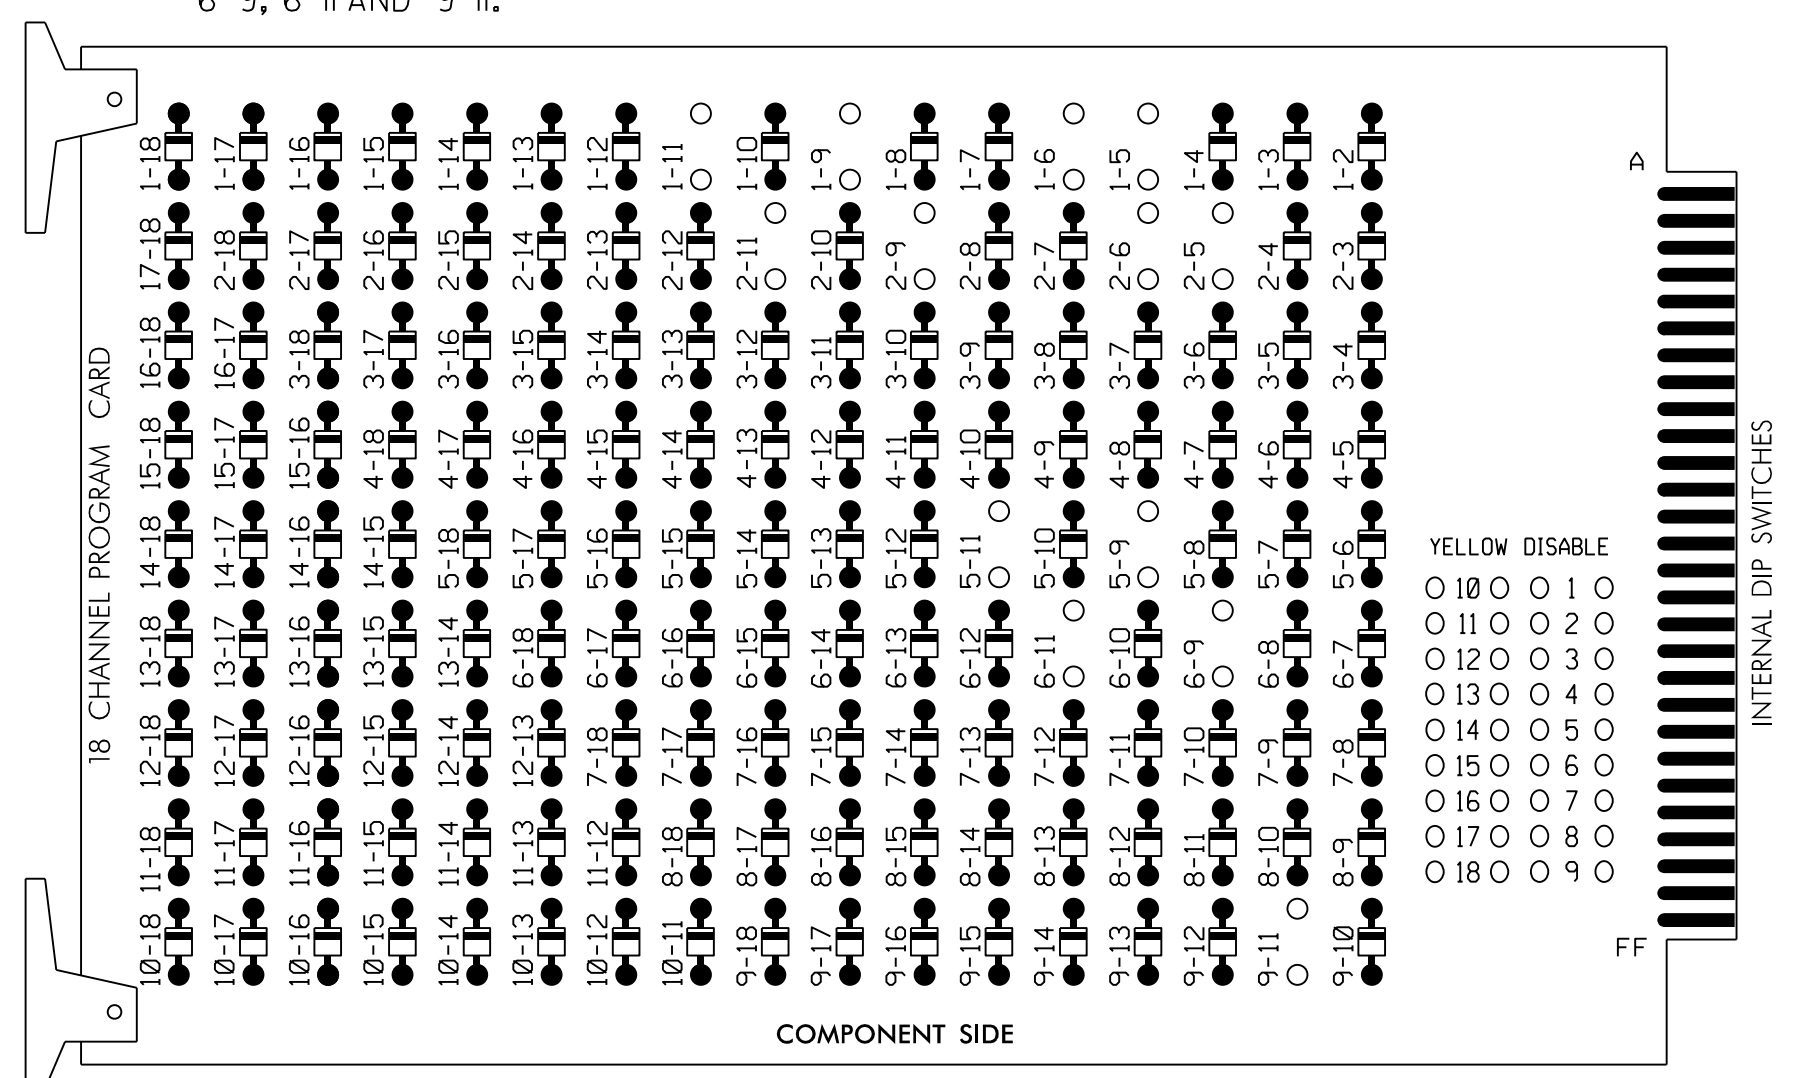 6-9, 6-11 AND 9-11.
1-18 1-17 1-16 1-15 1-14 1-13 1-12 1-11 1-10 1-9 1-8 1-7 1-6 1-5 1-4 1-3 1-2
17-18 2-18 2-17 2-16 2-15 2-14 2-13 2-12 2-11 2-10 2-9 2-8 2-7 2-6 2-5 2-4 2-3
16-18 16-17 3-18 3-17 3-16 3-15 3-14 3-13 3-12 3-11 3-10 3-9 3-8 3-7 3-6 3-5 3-4
15-18 15-17 15-16 4-18 4-17 4-16 4-15 4-14 4-13 4-12 4-11 4-10 4-9 4-8 4-7 4-6 4-5
14-18 14-17 14-16 14-15 5-18 5-17 5-16 5-15 5-14 5-13 5-12 5-11 5-10 5-9 5-8 5-7 5-6
13-18 13-17 13-16 13-15 13-14 6-18 6-17 6-16 6-15 6-14 6-13 6-12 6-11 6-10 6-9 6-8 6-7
12-18 12-17 12-16 12-15 12-14 12-13 7-18 7-17 7-16 7-15 7-14 7-13 7-12 7-11 7-10 7-9 7-8
11-18 11-17 11-16 11-15 11-14 11-13 11-12 8-18 8-17 8-16 8-15 8-14 8-13 8-12 8-11 8-10 8-9
10-18 10-17 10-16 10-15 10-14 10-13 10-12 10-11 9-18 9-17 9-16 9-15 9-14 9-13 9-12 9-11 9-10
18 CHANNEL PROGRAM CARD
A
YELLOW DISABLE
10 1
11 2
12 3
13 4
14 5
15 6
16 7
17 8
18 9
FF
INTERNAL DIP SWITCHES
COMPONENT SIDE